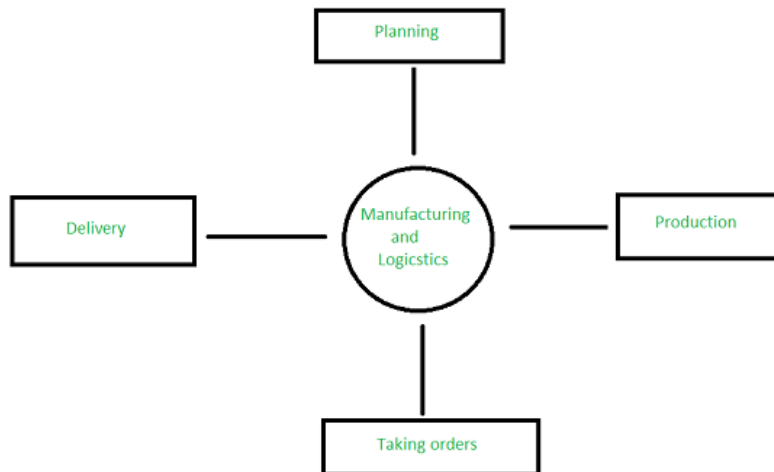 Planning
Delivery
Manufacturing
and
Logicstics
Production
Taking orders